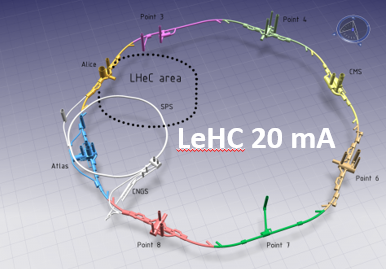 Point 3
Point 4
Alice
LHeC area
CMS
SPS
LeHC 20 mA
Atlas
Point 6
CNGS
Point 8
Point 7